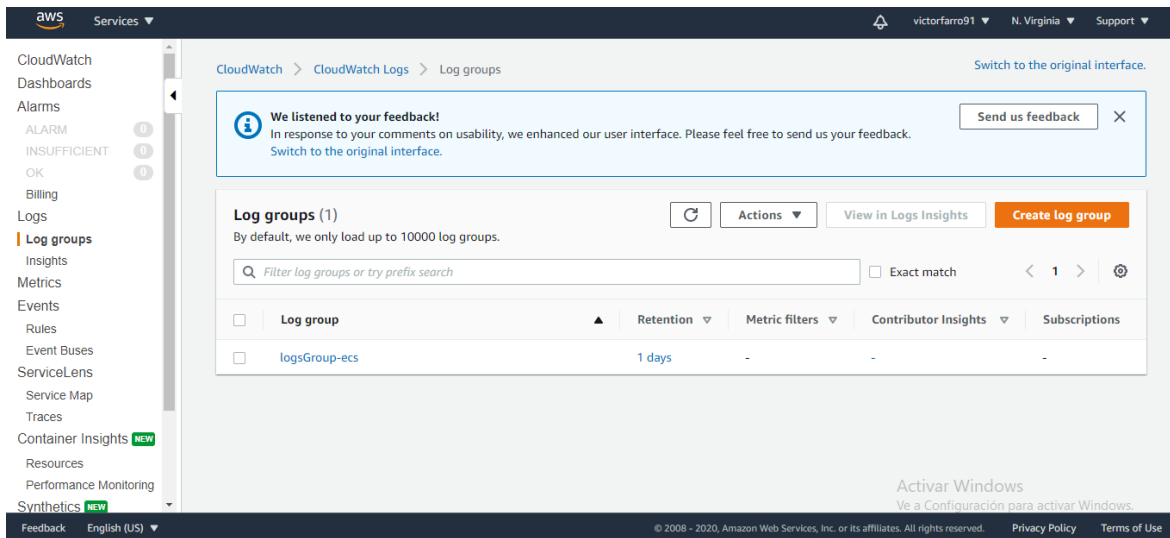 aws Services ▼ victorfarro91 ▼ N. Virginia ▼ Support ▼
CloudWatch
Dashboards
Alarms
ALARM 0
INSUFFICIENT 0
OK 0
Billing
Logs
Log groups
Insights
Metrics
Events
Rules
Event Buses
ServiceLens
Service Map
Traces
Container Insights NEW
Resources
Performance Monitoring
Synthetics NEW
CloudWatch > CloudWatch Logs > Log groups
Switch to the original interface.
We listened to your feedback!
In response to your comments on usability, we enhanced our user interface. Please feel free to send us your feedback.
Switch to the original interface.
Send us feedback
Log groups (1)
By default, we only load up to 10000 log groups.
Actions ▼ View in Logs Insights Create log group
Filter log groups or try prefix search
Exact match < 1 >
Log group Retention Metric filters Contributor Insights Subscriptions
logsGroup-ecs 1 days - - -
Activar Windows
Ve a Configuración para activar Windows.
Feedback English (US) ▼ © 2008 - 2020, Amazon Web Services, Inc. or its affiliates. All rights reserved. Privacy Policy Terms of Use